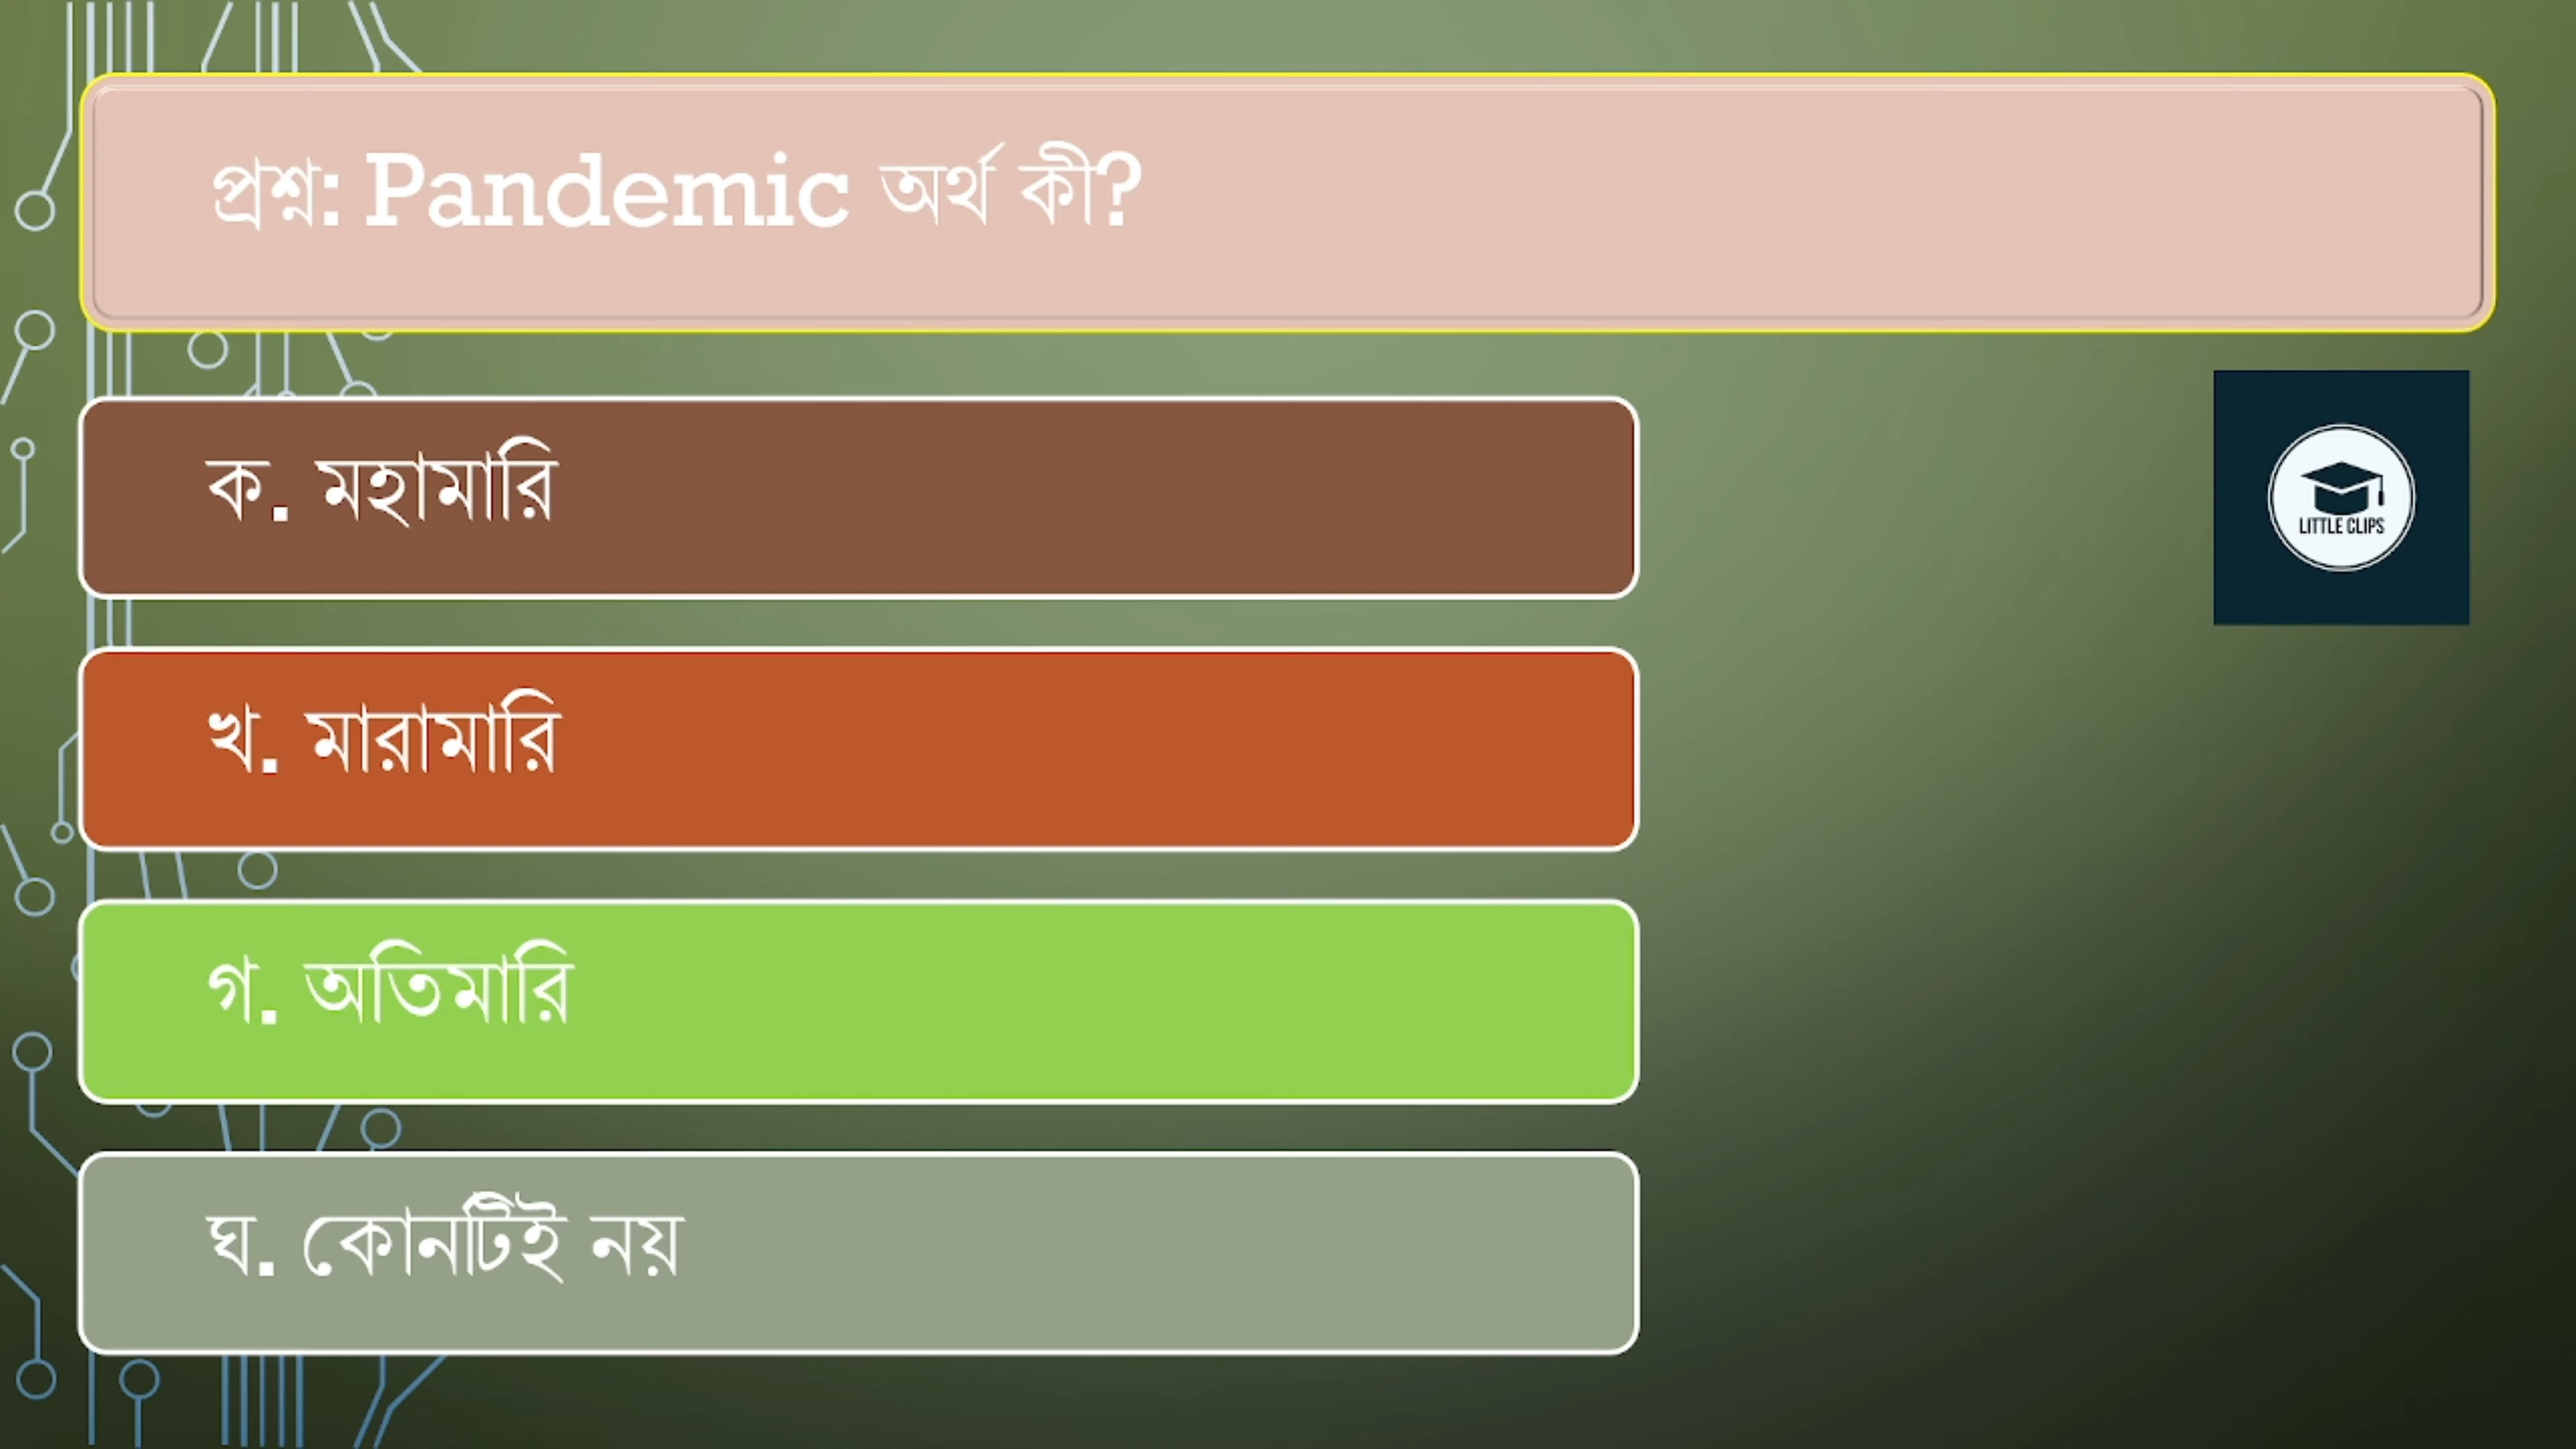 প্রশ্ন: Pandemic অর্থ কী?
ক. মহামারি
LITTLE CLIPS
খ. মারামারি
গ. অতিমারি
ঘ. কোনটিই নয়